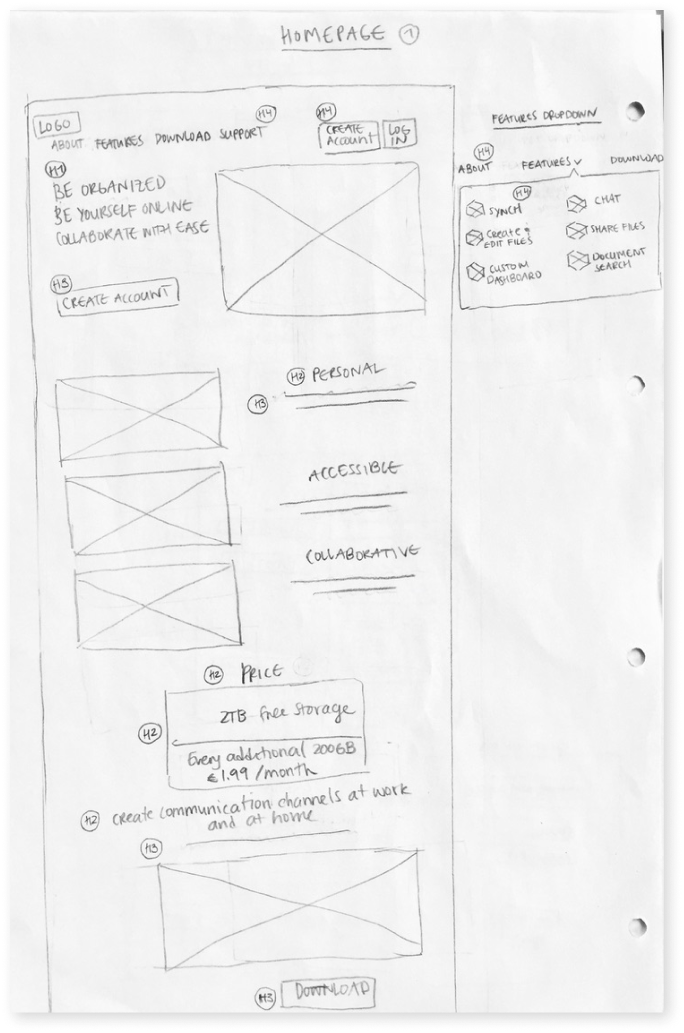 HOMEPAGE 1
FEATURES DROPDOWN
LOGO
H4
H4
ABOUT FEATURES DOWNLOAD SUPPORT
CREATE
ACCOUNT
LOG
IN
H1
BE ORGANIZED
BE YOURSELF ONLINE
COLLABORATE WITH EASE
H3
CREATE ACCOUNT
H4
ABOUT FEATURES DOWNLOAD
H4
SYNCH
CHAT
CREATE &
EDIT FILES
SHARE FILES
CUSTOM
DASHBOARD
DOCUMENT
SEARCH
H2 PERSONAL
H3
ACCESSIBLE
COLLABORATIVE
H2 PRICE
H2
2TB free storage
Every additional 200GB
€1.99 /month
H2 create communication channels at work
and at home
H3
H3 DOWNLOAD